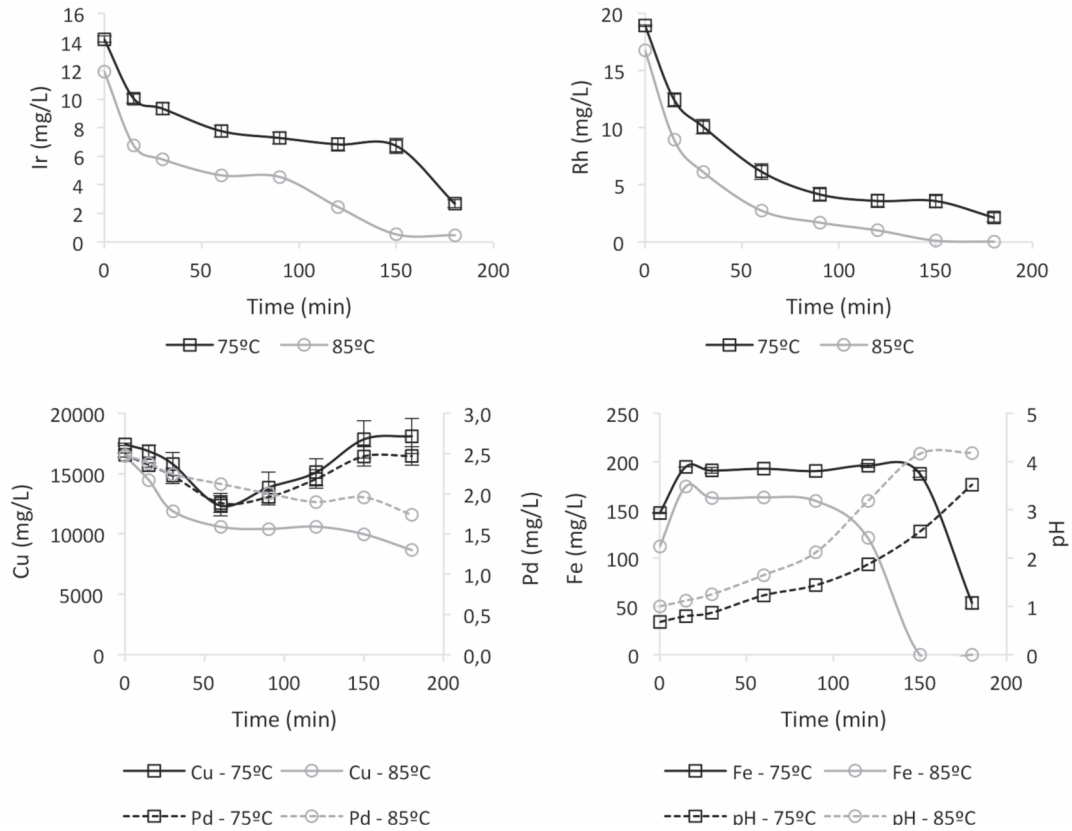 16
14
12
10
8
6
4
2
0
Ir (mg/L)
0 50 100 150 200
Time (min)
75ºC 85ºC
20
15
10
5
0
Rh (mg/L)
0 50 100 150 200
Time (min)
75ºC 85ºC
20000
15000
10000
5000
0
Cu (mg/L)
3,0
2,5
2,0
1,5
1,0
0,5
0,0
Pd (mg/L)
0 50 100 150 200
Time (min)
Cu - 75ºC Cu - 85ºC
Pd - 75ºC Pd - 85ºC
250
200
150
100
50
0
Fe (mg/L)
5
4
3
2
1
0
pH
0 50 100 150 200
Time (min)
Fe - 75ºC Fe - 85ºC
pH - 75ºC pH - 85ºC